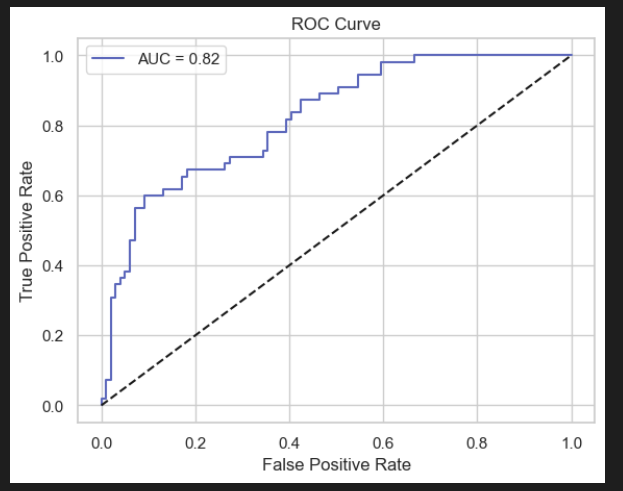 ROC Curve
AUC = 0.82
True Positive Rate
1.0
0.8
0.6
0.4
0.2
0.0
0.0 0.2 0.4 0.6 0.8 1.0
False Positive Rate